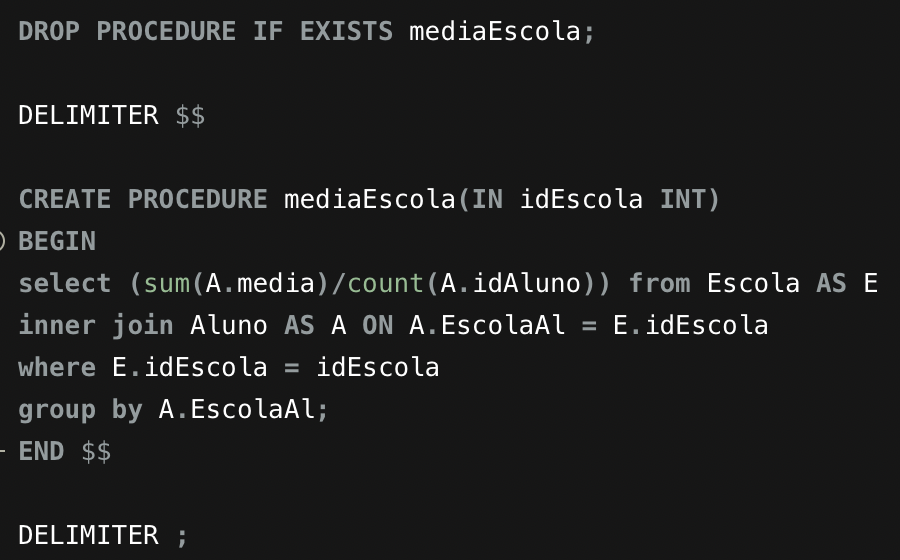 DROP PROCEDURE IF EXISTS mediaEscola;
DELIMITER $$
CREATE PROCEDURE mediaEscola(IN idEscola INT)
BEGIN
select (sum(A.media)/count(A.idAluno)) from Escola AS E
inner join Aluno AS A ON A.EscolaAl = E.idEscola
where E.idEscola = idEscola
group by A.EscolaAl;
END $$
DELIMITER ;